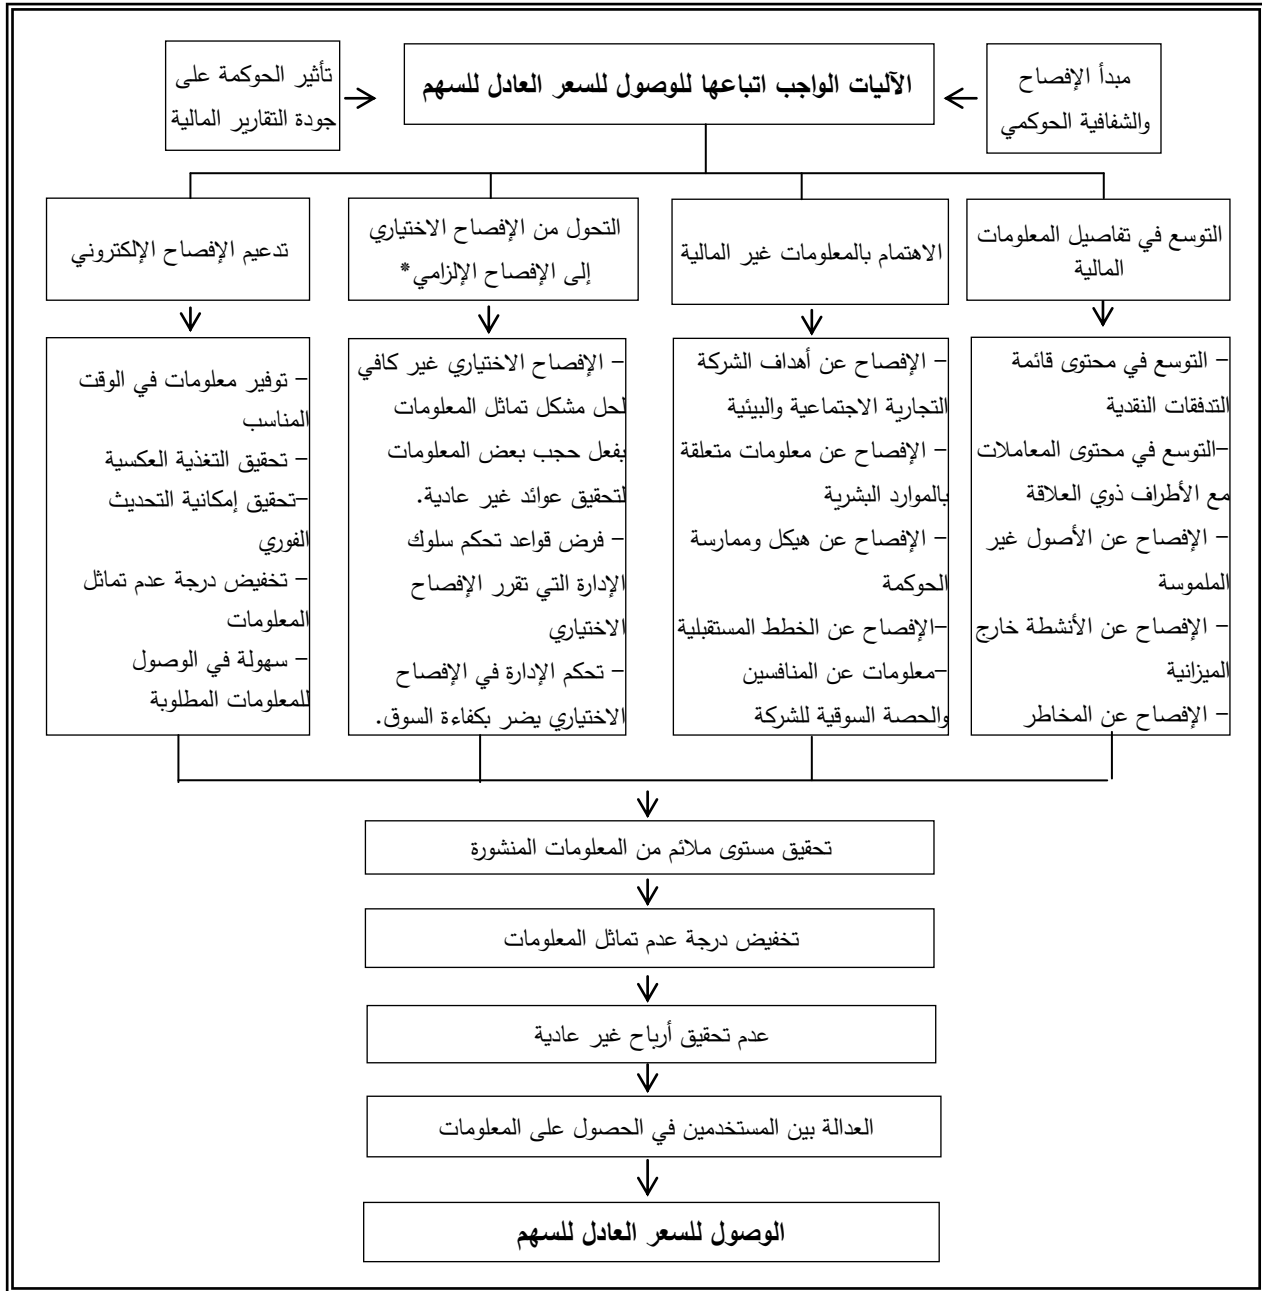 مبدأ الإفصاح
والشفافية الحوكمي
الآليات الواجب اتباعها للوصول للسعر العادل للسهم
تأثير الحوكمة على
جودة التقارير المالية
التوسع في تفاصيل المعلومات
المالية
الاهتمام بالمعلومات غير المالية
التحول من الإفصاح الاختياري
إلى الإفصاح الإلزامي*
تدعيم الإفصاح الإلكتروني
– التوسع في محتوى قائمة
التدفقات النقدية
–التوسع في محتوى المعاملات
مع الأطراف ذوي العلاقة
– الإفصاح عن الأصول غير
الملموسة
– الإفصاح عن الأنشطة خارج
الميزانية
– الإفصاح عن المخاطر
– الإفصاح عن أهداف الشركة
التجارية الاجتماعية والبيئية
– الإفصاح عن معلومات متعلقة
بالموارد البشرية
– الإفصاح عن هيكل وممارسة
الحوكمة
–الإفصاح عن الخطط المستقبلية
–معلومات عن المنافسين
والحصة السوقية للشركة
– الإفصاح الاختياري غير كافي
لحل مشكل تماثل المعلومات
بفعل حجب بعض المعلومات
لتحقيق عوائد غير عادية.
– فرض قواعد تحكم سلوك
الإدارة التي تقرر الإفصاح
الاختياري
– تحكم الإدارة في الإفصاح
الاختياري يضر بكفاءة السوق.
– توفير معلومات في الوقت
المناسب
– تحقيق التغذية العكسية
–تحقيق إمكانية التحديث
الفوري
– تخفيض درجة عدم تماثل
المعلومات
– سهولة في الوصول
للمعلومات المطلوبة
تحقيق مستوى ملائم من المعلومات المنشورة
تخفيض درجة عدم تماثل المعلومات
عدم تحقيق أرباح غير عادية
العدالة بين المستخدمين في الحصول على المعلومات
الوصول للسعر العادل للسهم